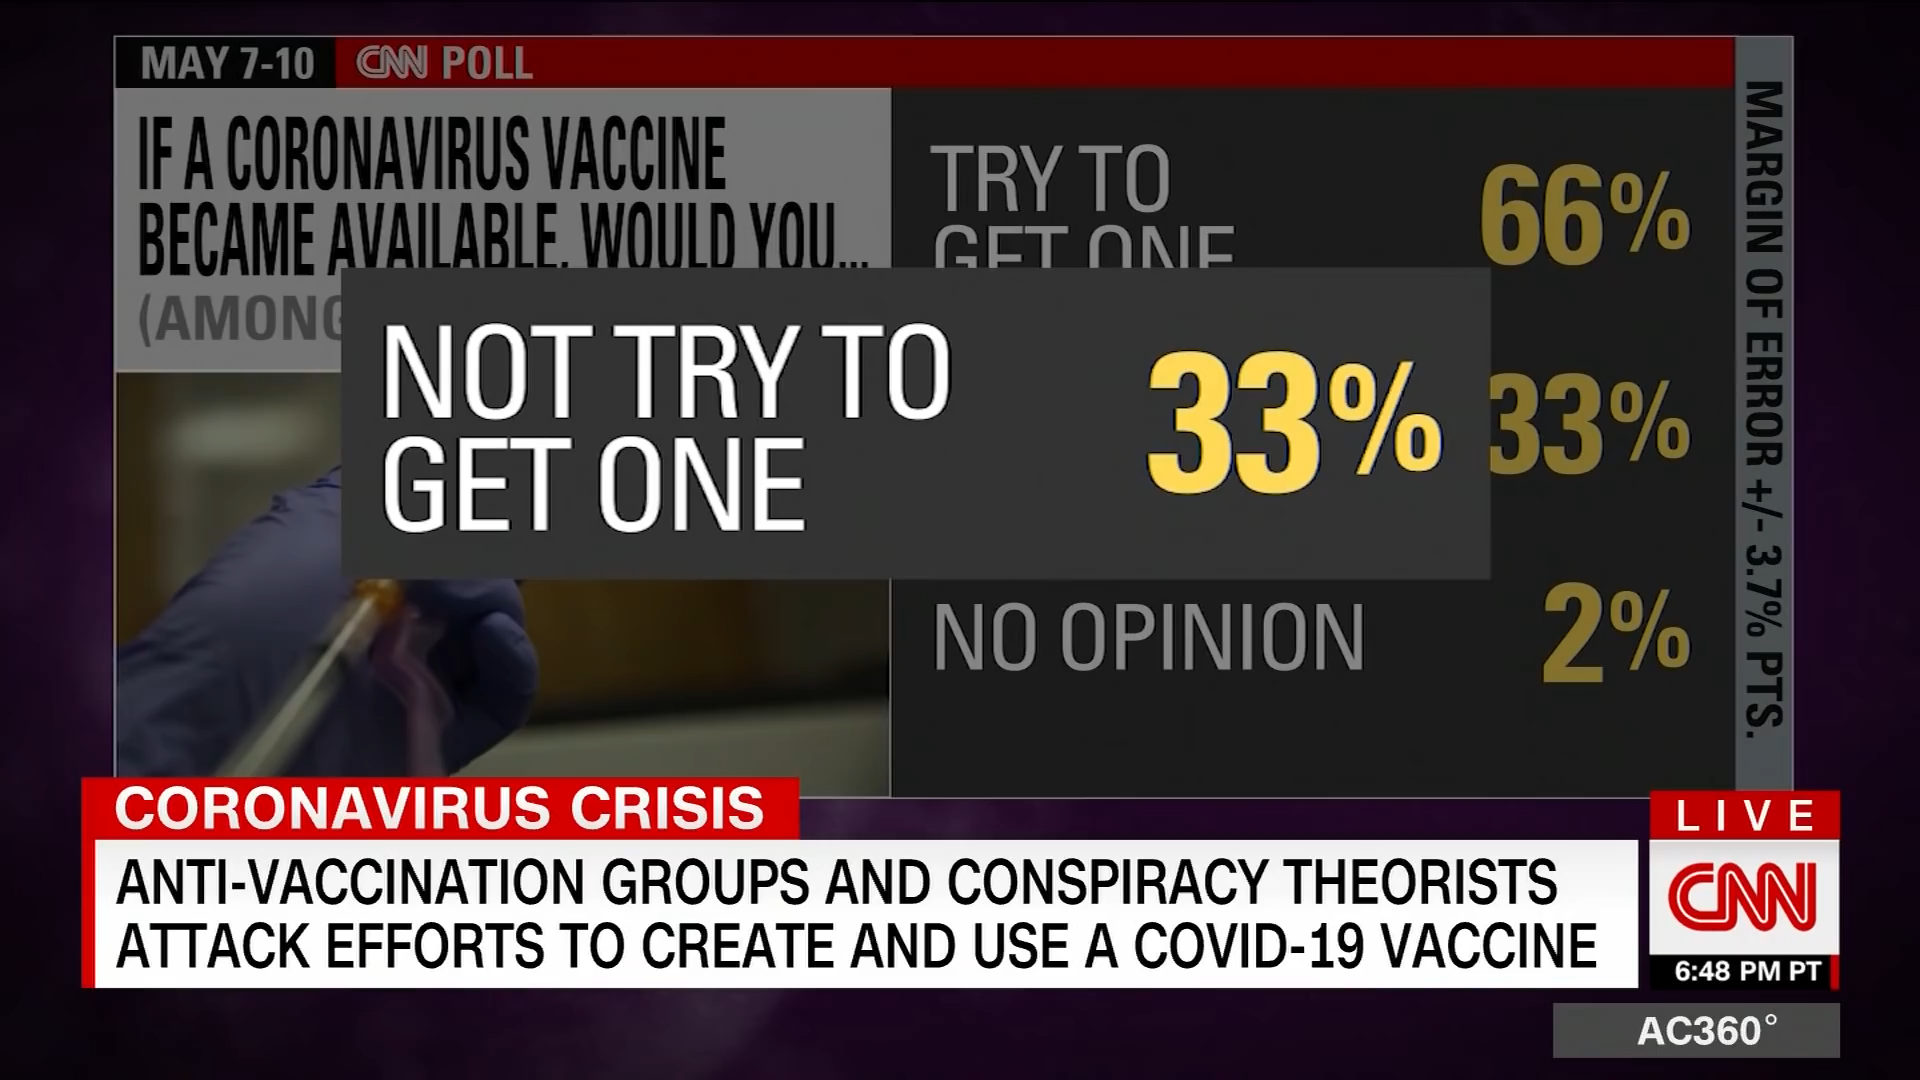 MAY 7-10 CNN POLL
IF A CORONAVIRUS VACCINE
BECAME AVAILABLE, WOULD YOU...
(AMONG
TRY TO
GET ONE
66%
NOT TRY TO
GET ONE
33%
33%
NO OPINION
2%
MARGIN OF ERROR +/- 3.7% PTS.
CORONAVIRUS CRISIS
ANTI-VACCINATION GROUPS AND CONSPIRACY THEORISTS
ATTACK EFFORTS TO CREATE AND USE A COVID-19 VACCINE
LIVE
CNN
6:48 PM PT
AC360°